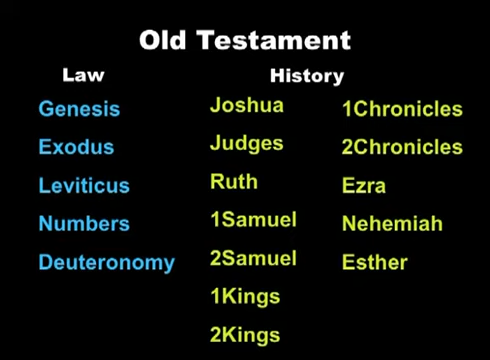 Old Testament
Law
Genesis
Exodus
Leviticus
Numbers
Deuteronomy
History
Joshua
Judges
Ruth
1Samuel
2Samuel
1Kings
2Kings
1Chronicles
2Chronicles
Ezra
Nehemiah
Esther